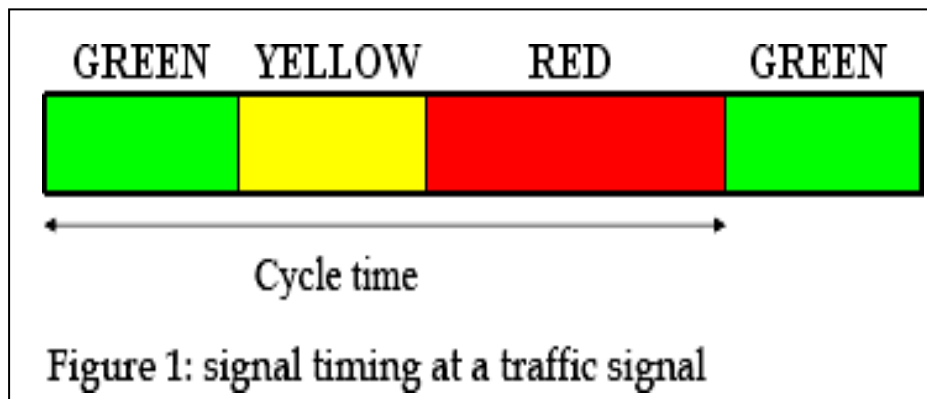 GREEN YELLOW RED GREEN
Cycle time
Figure 1: signal timing at a traffic signal